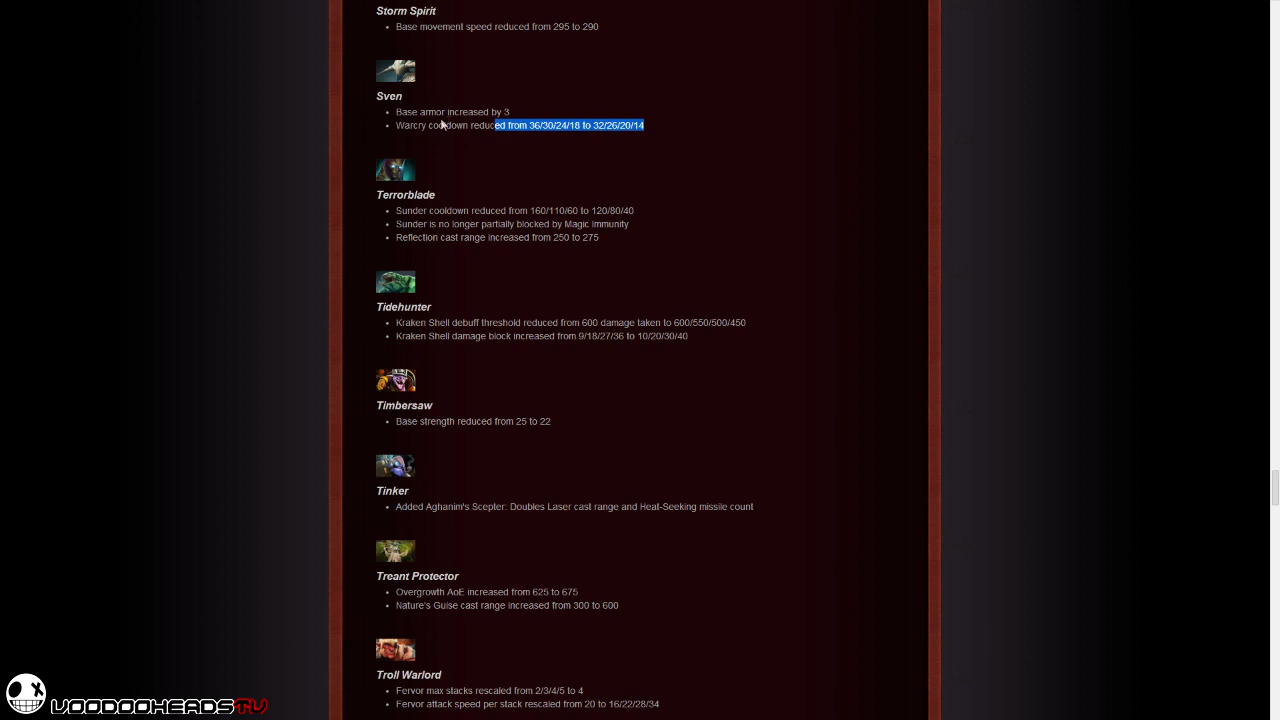 Storm Spirit
Base movement speed reduced from 295 to 290
Sven
Base armor increased by 3
Warcry cooldown reduced from 36/30/24/18 to 32/26/20/14
Terrorblade
Sunder cooldown reduced from 160/110/60 to 120/80/40
Sunder is no longer partially blocked by Magic Immunity
Reflection cast range increased from 250 to 275
Tidehunter
Kraken Shell debuff threshold reduced from 600 damage taken to 600/550/500/450
Kraken Shell damage block increased from 9/18/27/36 to 10/20/30/40
Timbersaw
Base strength reduced from 25 to 22
Tinker
Added Aghanim's Scepter: Doubles Laser cast range and Heat-Seeking missile count
Treant Protector
Overgrowth AoE increased from 625 to 675
Nature's Guise cast range increased from 300 to 600
Troll Warlord
Fervor max stacks rescaled from 2/3/4/5 to 4
Fervor attack speed per stack rescaled from 20 to 16/22/28/34
VOODOOHEADSTV